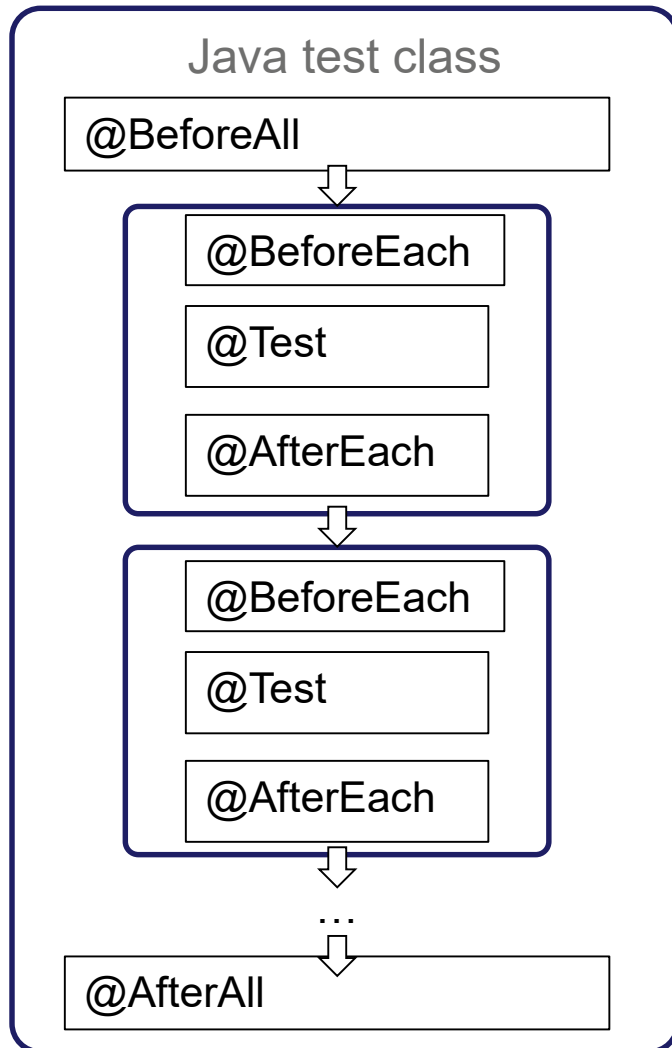 Java test class
@BeforeAll
@BeforeEach
@Test
@AfterEach
@BeforeEach
@Test
@AfterEach
...
@AfterAll